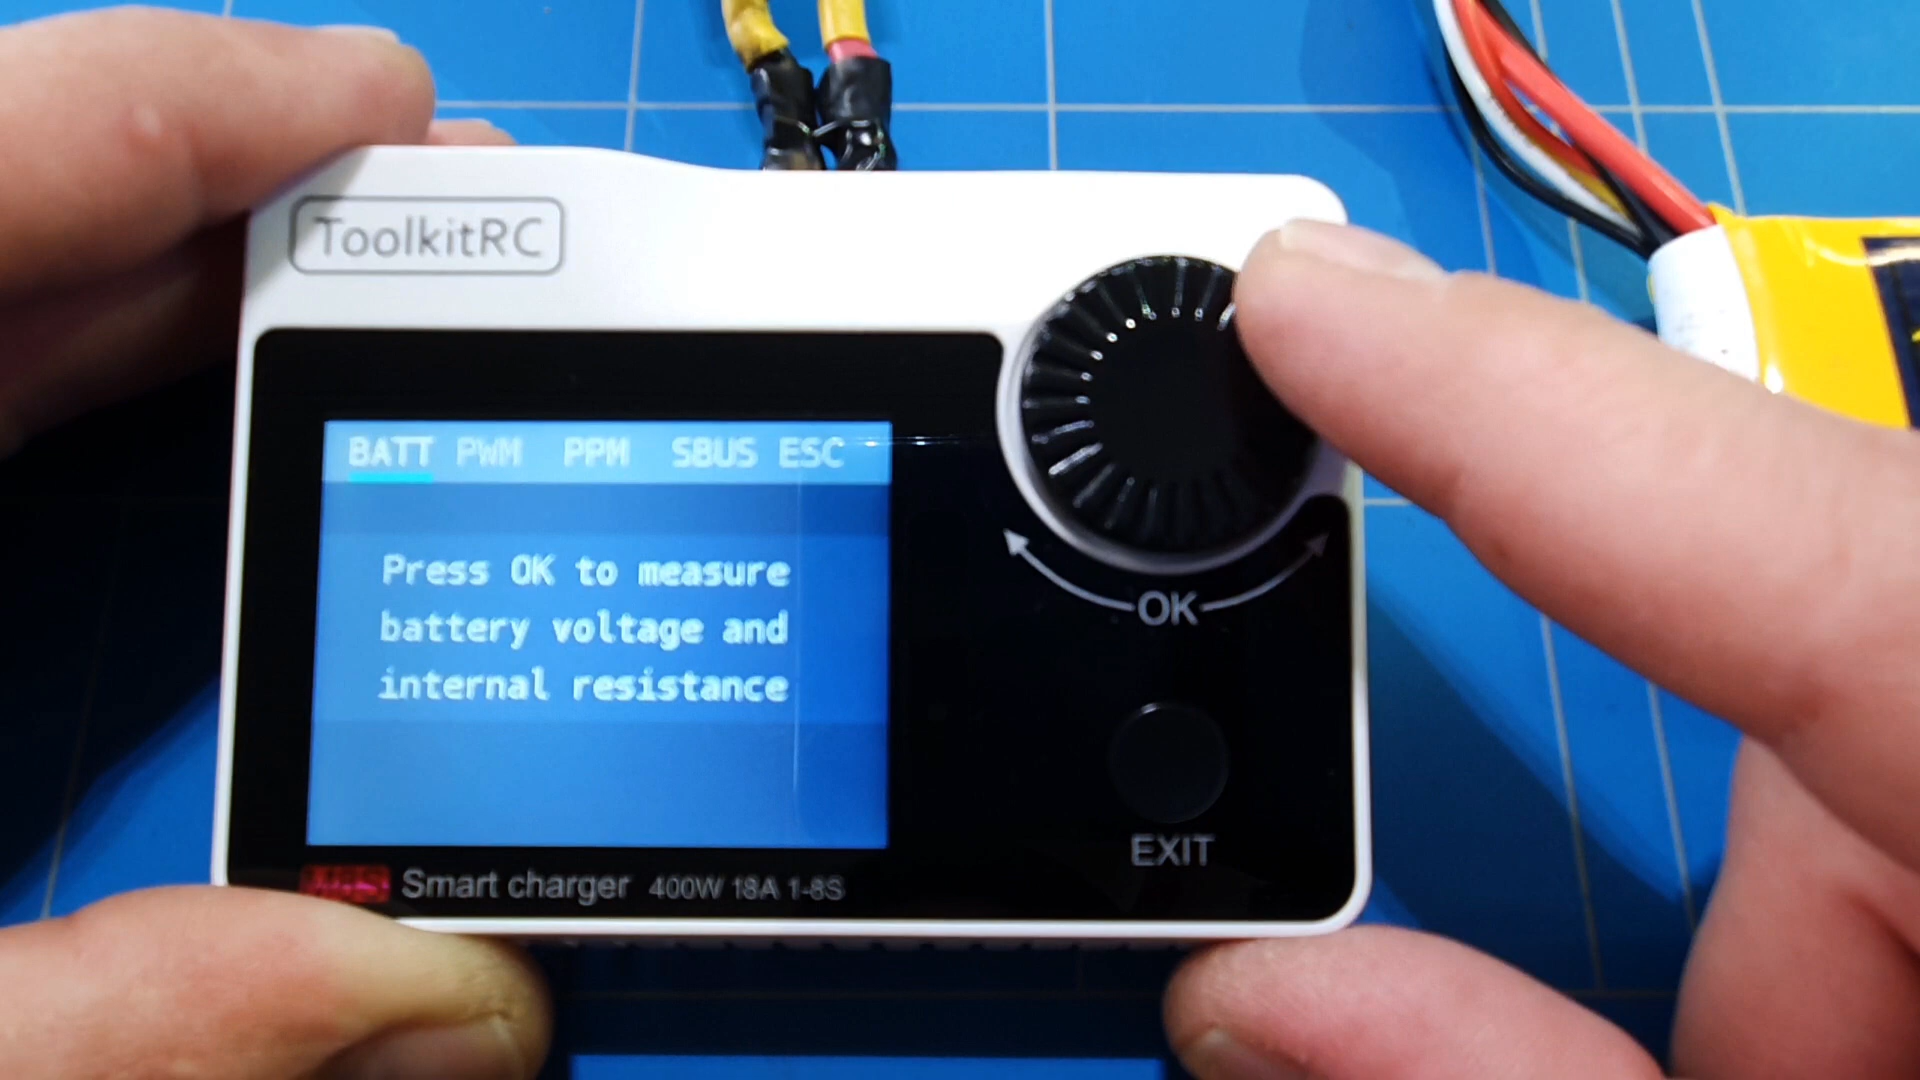 ToolkitRC
BATT PWM PPM SBUS ESC
Press OK to measure
battery voltage and
internal resistance
OK
EXIT
Smart charger 400W 18A 1-8S